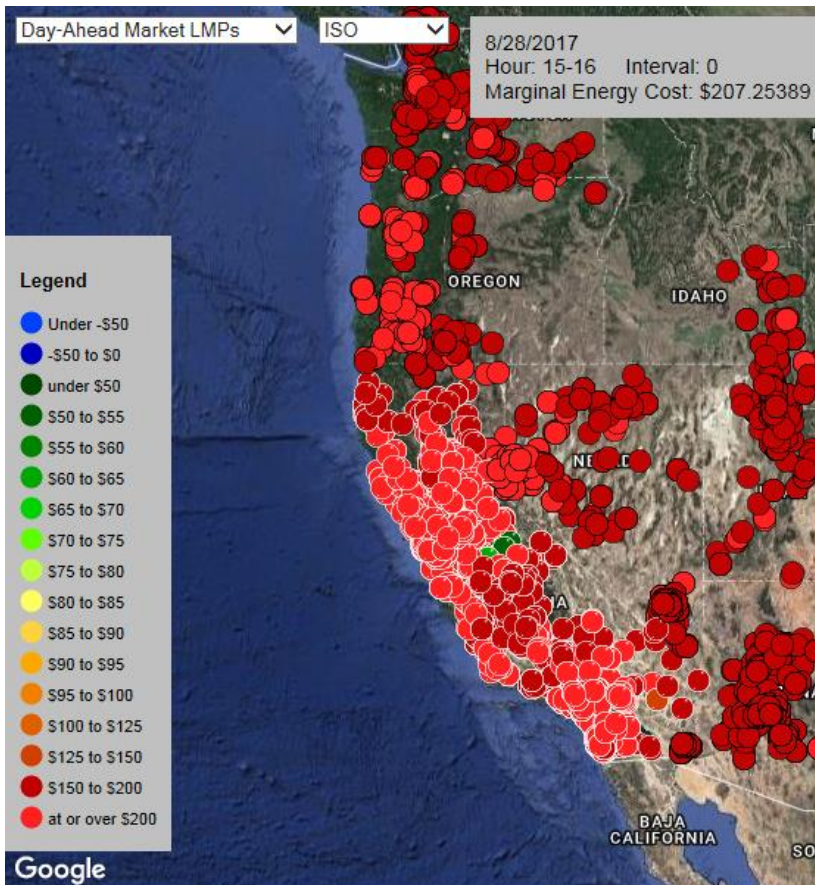 Day-Ahead Market LMPs
ISO
8/28/2017
Hour: 15-16 Interval: 0
Marginal Energy Cost: $207.25389
OREGON
IDAHO
Legend
Under -$50
-$50 to $0
under $50
$50 to $55
$55 to $60
$60 to $65
$65 to $70
$70 to $75
$75 to $80
$80 to $85
$85 to $90
$90 to $95
$95 to $100
$100 to $125
$125 to $150
$150 to $200
at or over $200
BAJA
CALIFORNIA
SO
Google